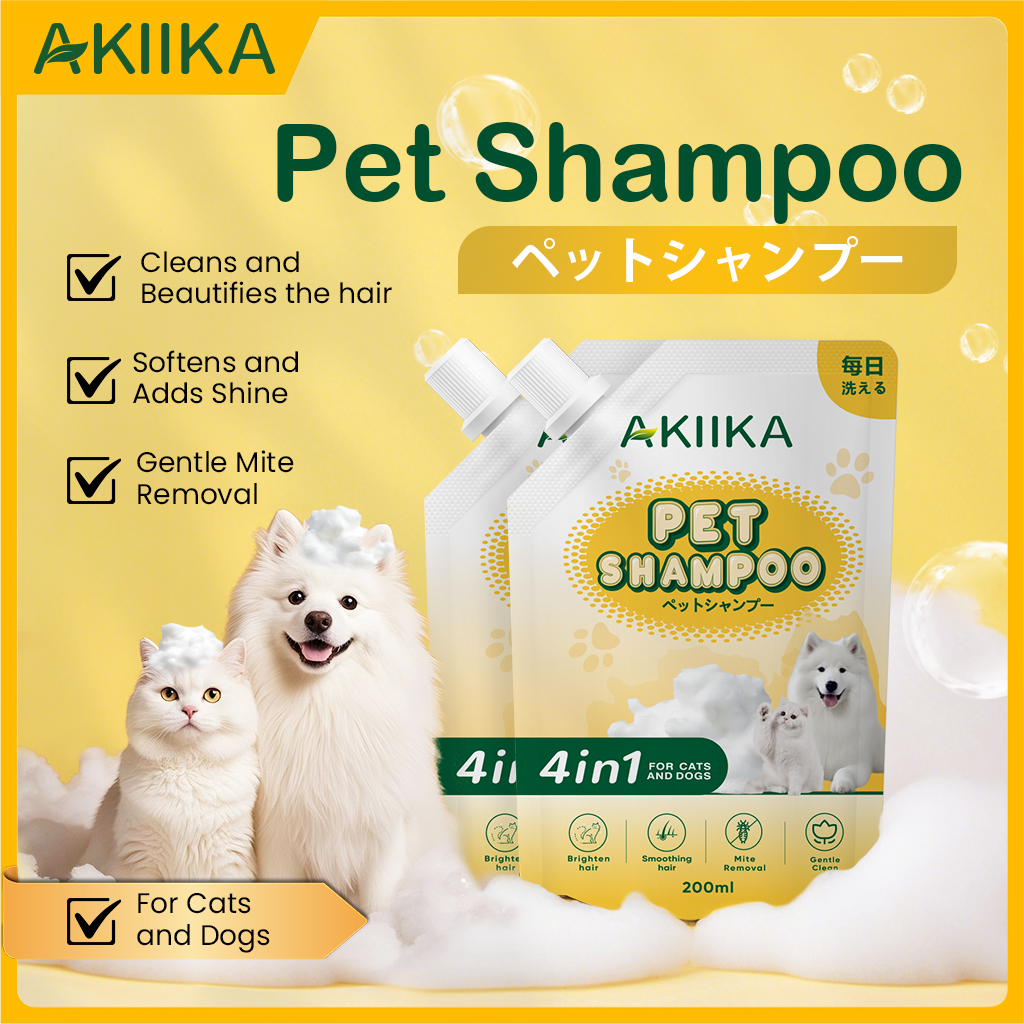 AKIIKA
Pet Shampoo
ペットシャンプー
Cleans and
Beautifies the hair
Softens and
Adds Shine
Gentle Mite
Removal
For Cats
and Dogs
毎日
洗える
AKIIKA
PET
SHAMPOO
ペットシャンプー
4in1
FOR CATS
AND DOGS
Brighten
hair
Smoothing
hair
Mite
Removal
Gentle
Clean
200ml
4i
Brighte
hair